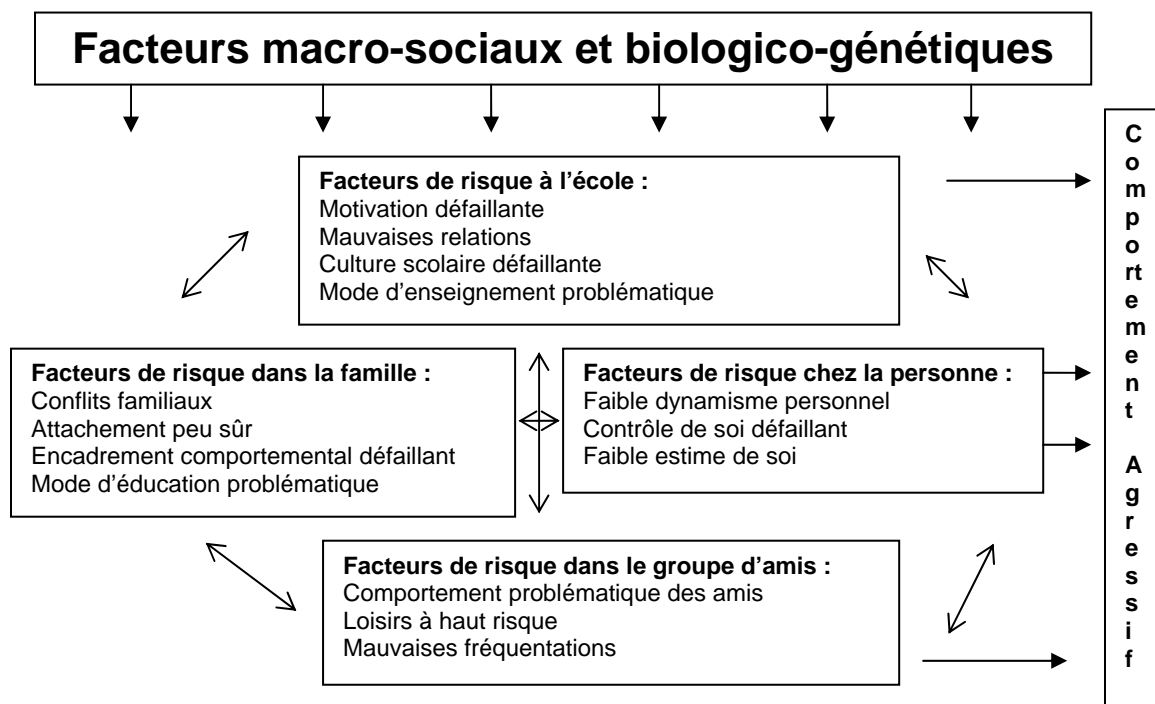 Facteurs macro-sociaux et biologico-génétiques
Facteurs de risque à l’école :
Motivation défaillante
Mauvaises relations
Culture scolaire défaillante
Mode d’enseignement problématique
Facteurs de risque dans la famille :
Conflits familiaux
Attachement peu sûr
Encadrement comportemental défaillant
Mode d’éducation problématique
Facteurs de risque chez la personne :
Faible dynamisme personnel
Contrôle de soi défaillant
Faible estime de soi
Facteurs de risque dans le groupe d’amis :
Comportement problématique des amis
Loisirs à haut risque
Mauvaises fréquentations
Comportement Agressif